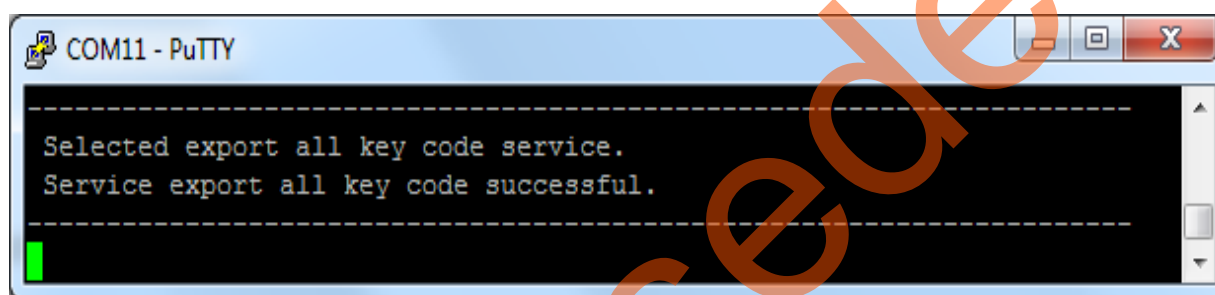 COM11 - PuTTY
--------------------------------------------------------------------
Selected export all key code service.
Service export all key code successful.
--------------------------------------------------------------------